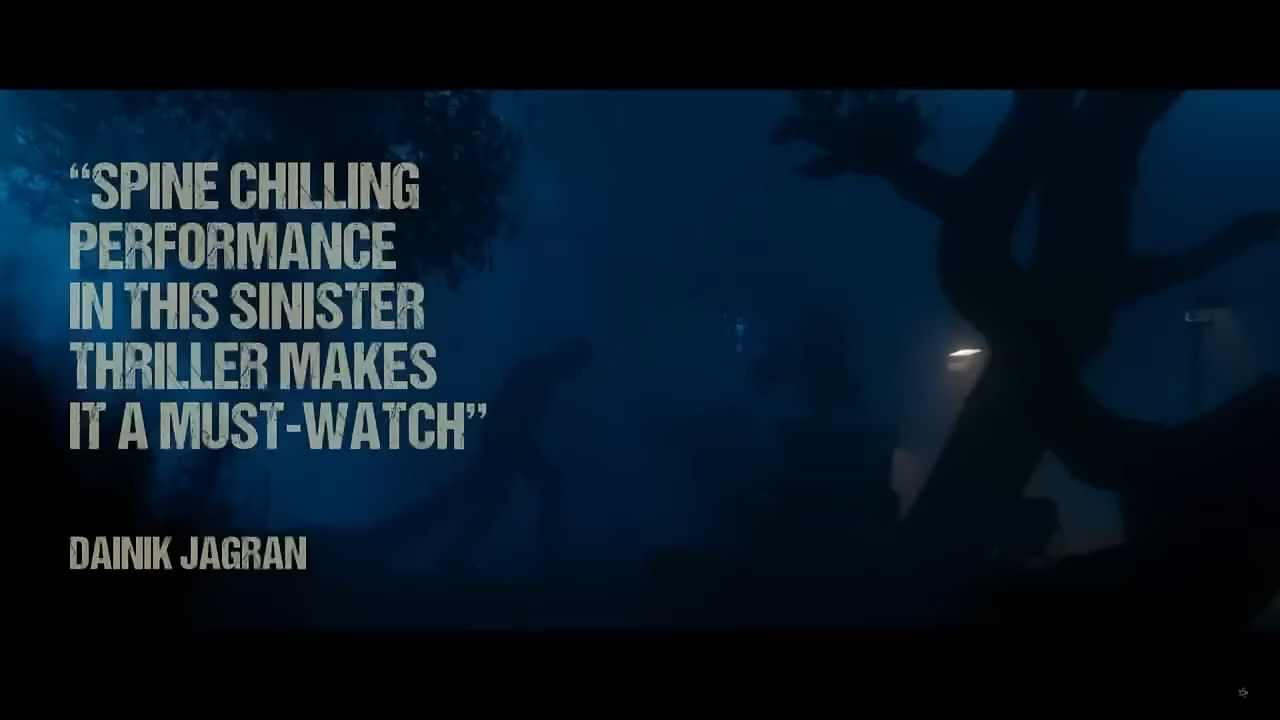 “SPINE CHILLING
PERFORMANCE
IN THIS SINISTER
THRILLER MAKES
IT A MUST-WATCH”
DAINIK JAGRAN